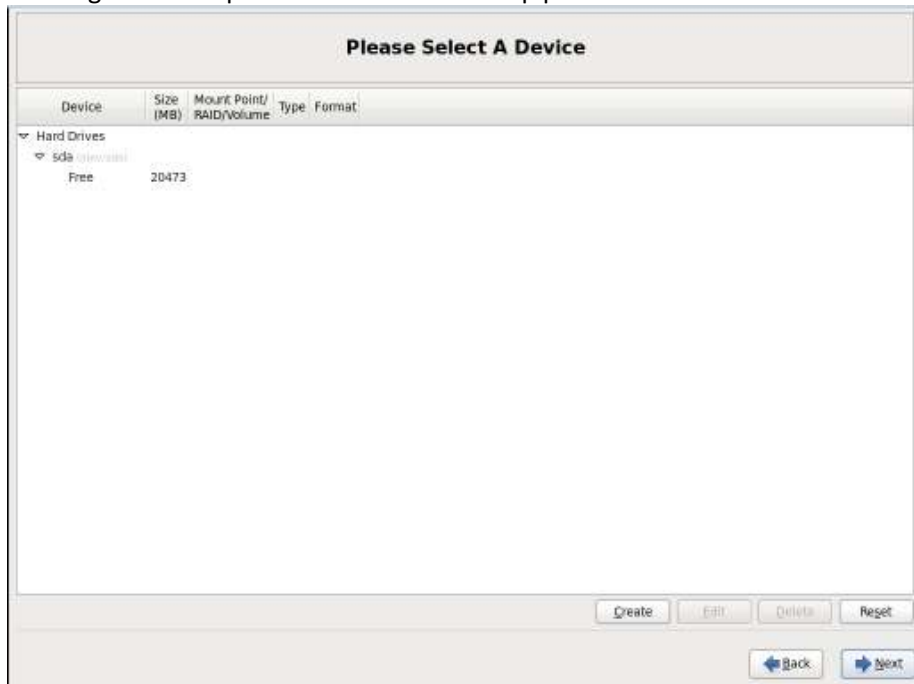 Please Select A Device
Device Size (MB) Mount Point/ RAID/Volume Type Format
Hard Drives
sda
Free 20473
Create Edit Delete Reset
Back Next